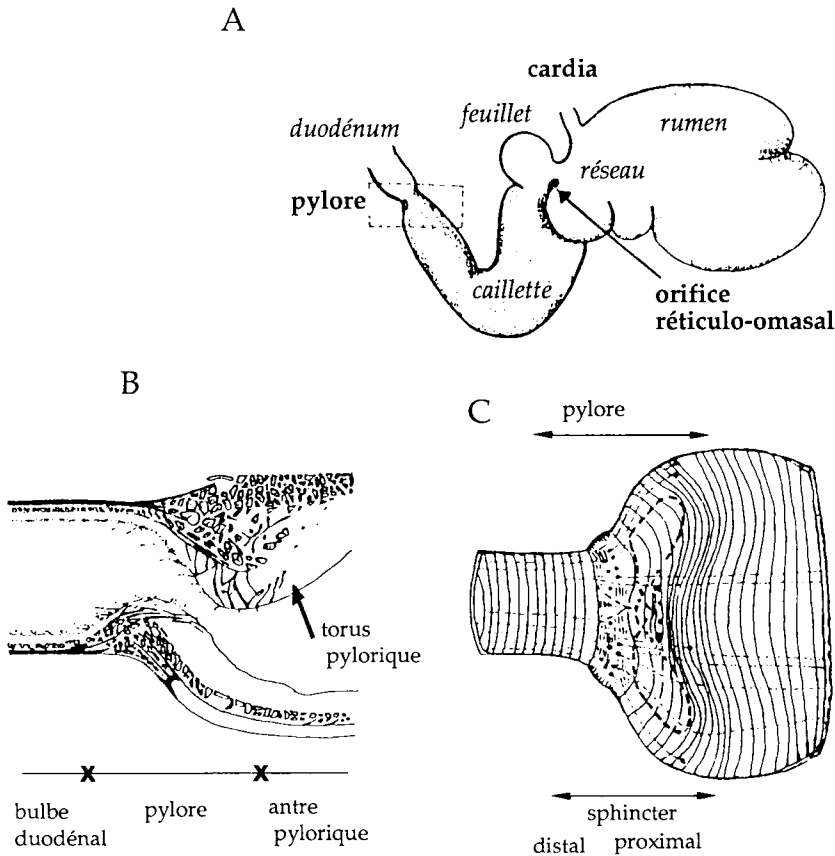 A
cardia
feuillet
rumen
duodénum
réseau
pylore
caillette
orifice
réticulo-omasal
B
torus
pylorique
X X
bulbe
duodénal
pylore
antre
pylorique
C
pylore
sphincter
distal proximal